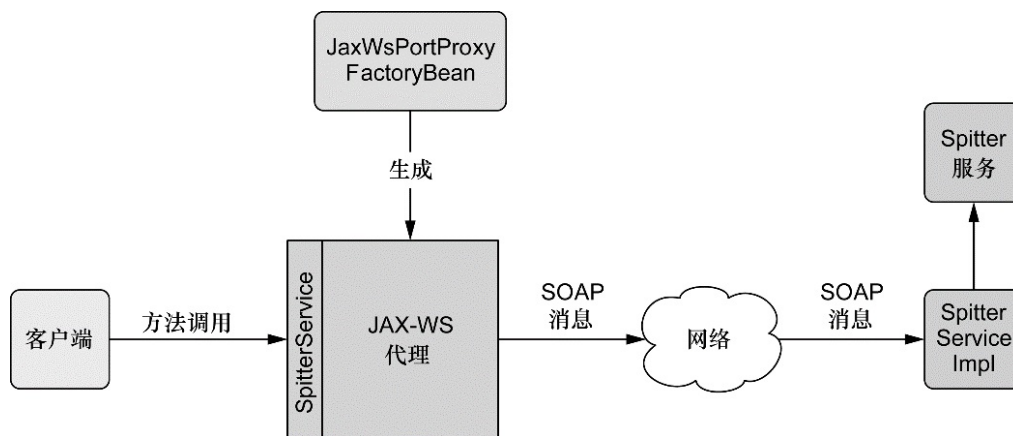 JaxWsPortProxy
FactoryBean
生成
Spitter
服务
客户端
方法调用
SpitterService
JAX-WS
代理
SOAP
消息
网络
SOAP
消息
Spitter
Service
Impl